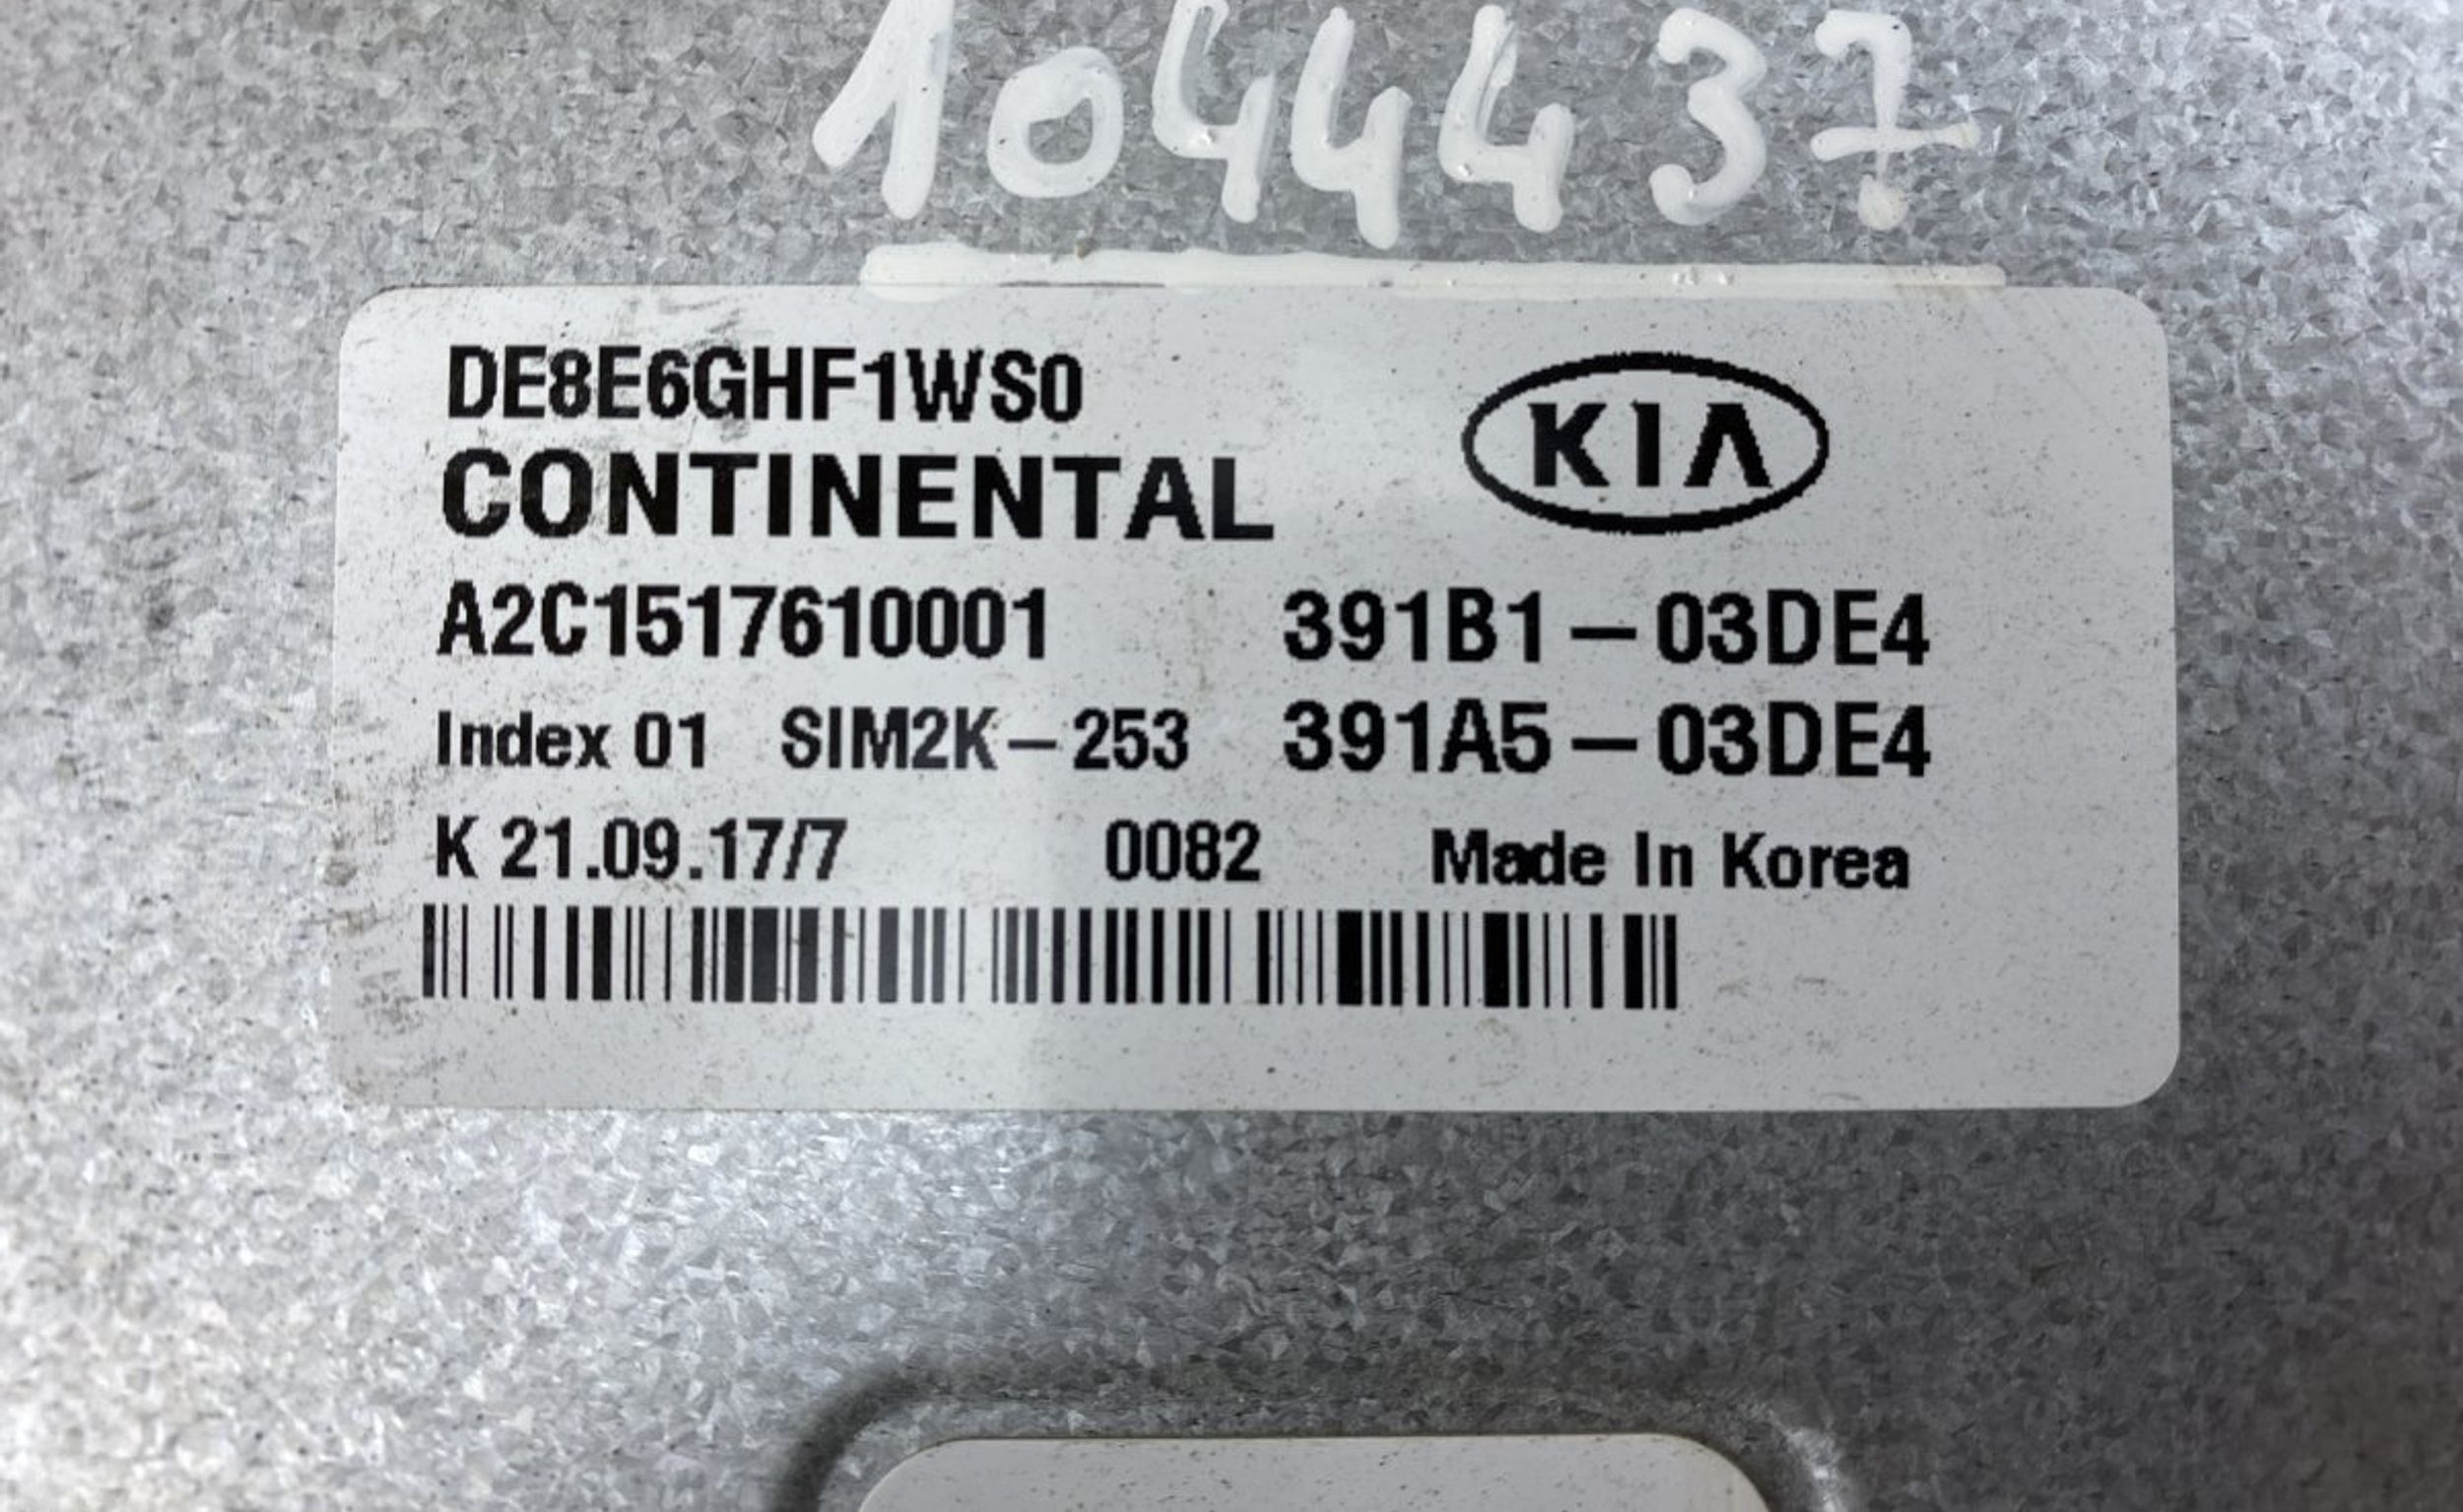 1044437
DE8E6GHF1WS0
KIA
CONTINENTAL
A2C1517610001 391B1-03DE4
Index 01 SIM2K-253 391A5-03DE4
K 21.09.17/7 0082 Made In Korea